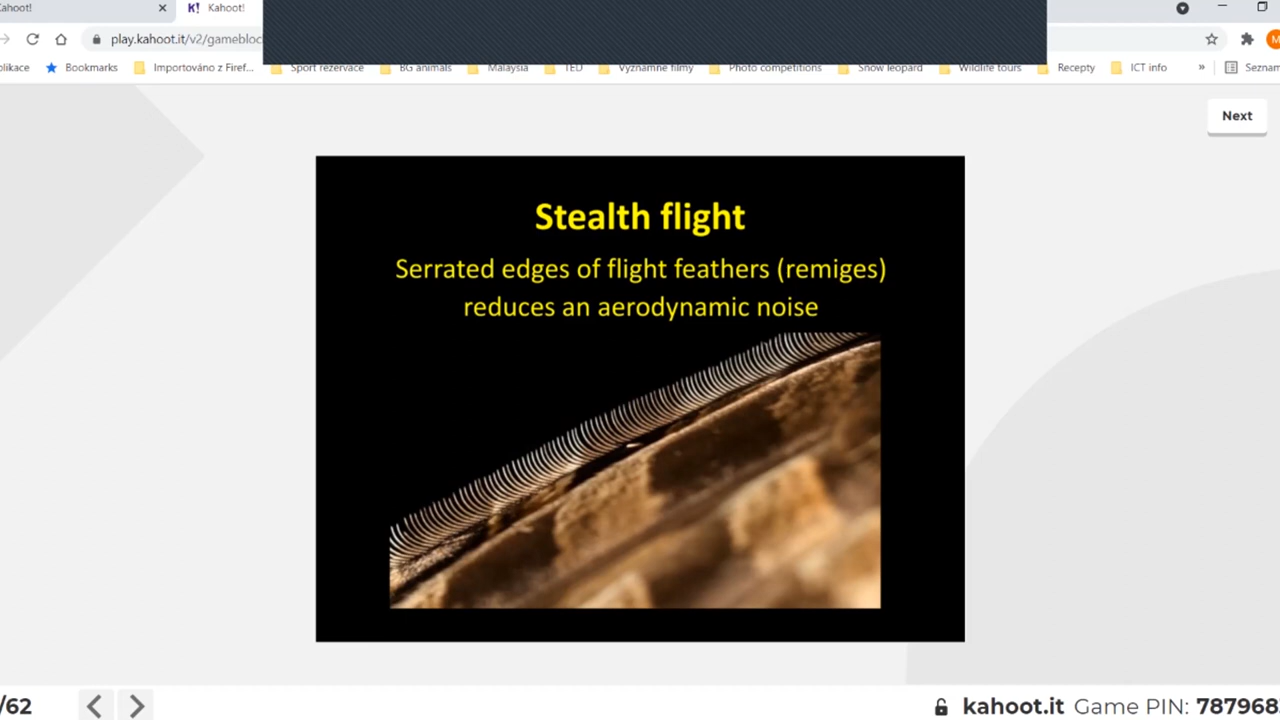 Kahoot!
K! Kahoot!
play.kahoot.it/v2/gamebloc
Bookmarks
Importováno z Firef...
Sport rezervace
BG animals
Malaysia
TED
Významné filmy
Photo competitions
Snow leopard
Wildlife tours
Recepty
ICT info
»
Seznam
Next
Stealth flight
Serrated edges of flight feathers (remiges)
reduces an aerodynamic noise
/62
kahoot.it Game PIN: 787968